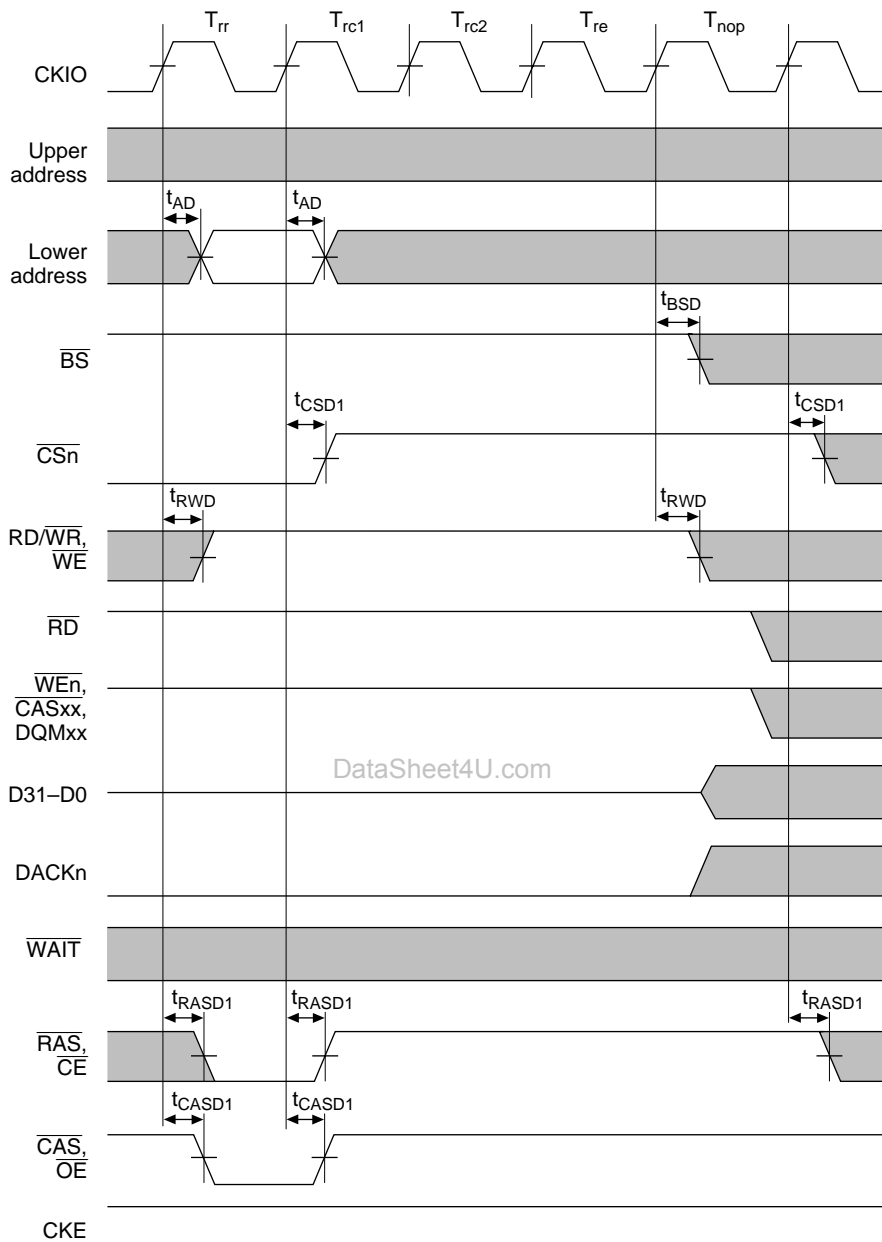 Trr Trc1 Trc2 Tre Tnop
CKIO
Upper
address
tAD tAD
Lower
address
tBSD
BS
tCSD1 tCSD1
CSn
tRWD tRWD
RD/WR,
WE
RD
WEn,
CASxx,
DQMxx
DataSheet4U.com
D31–D0
DACKn
WAIT
tRASD1 tRASD1 tRASD1
RAS,
CE
tCASD1 tCASD1
CAS,
OE
CKE